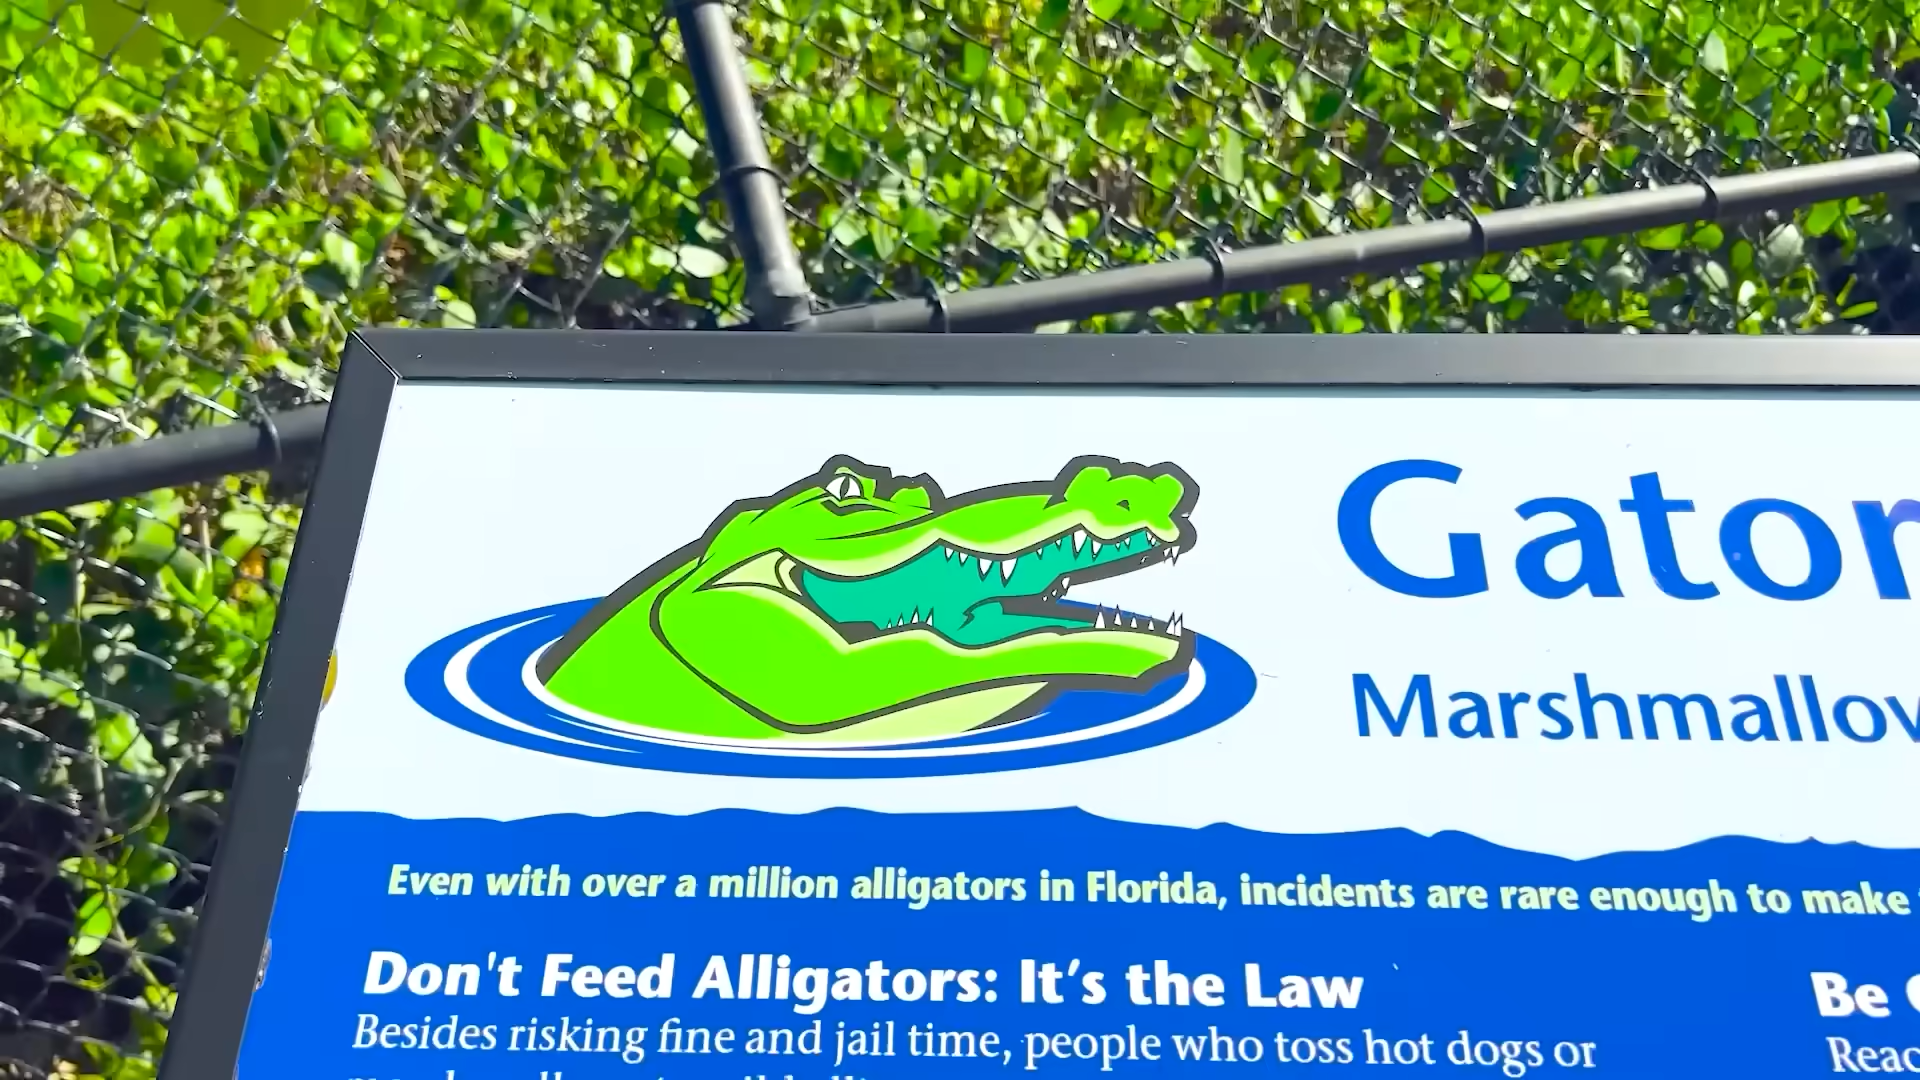 Gator
Marshmallow
Even with over a million alligators in Florida, incidents are rare enough to make
Don't Feed Alligators: It's the Law
Be
Besides risking fine and jail time, people who toss hot dogs or